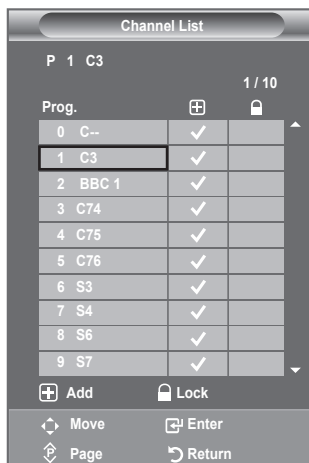 Channel List
P 1 C3
1 / 10
Prog.
0 C--
1 C3
2 BBC 1
3 C74
4 C75
5 C76
6 S3
7 S4
8 S6
9 S7
Add Lock
Move Enter
P Page Return